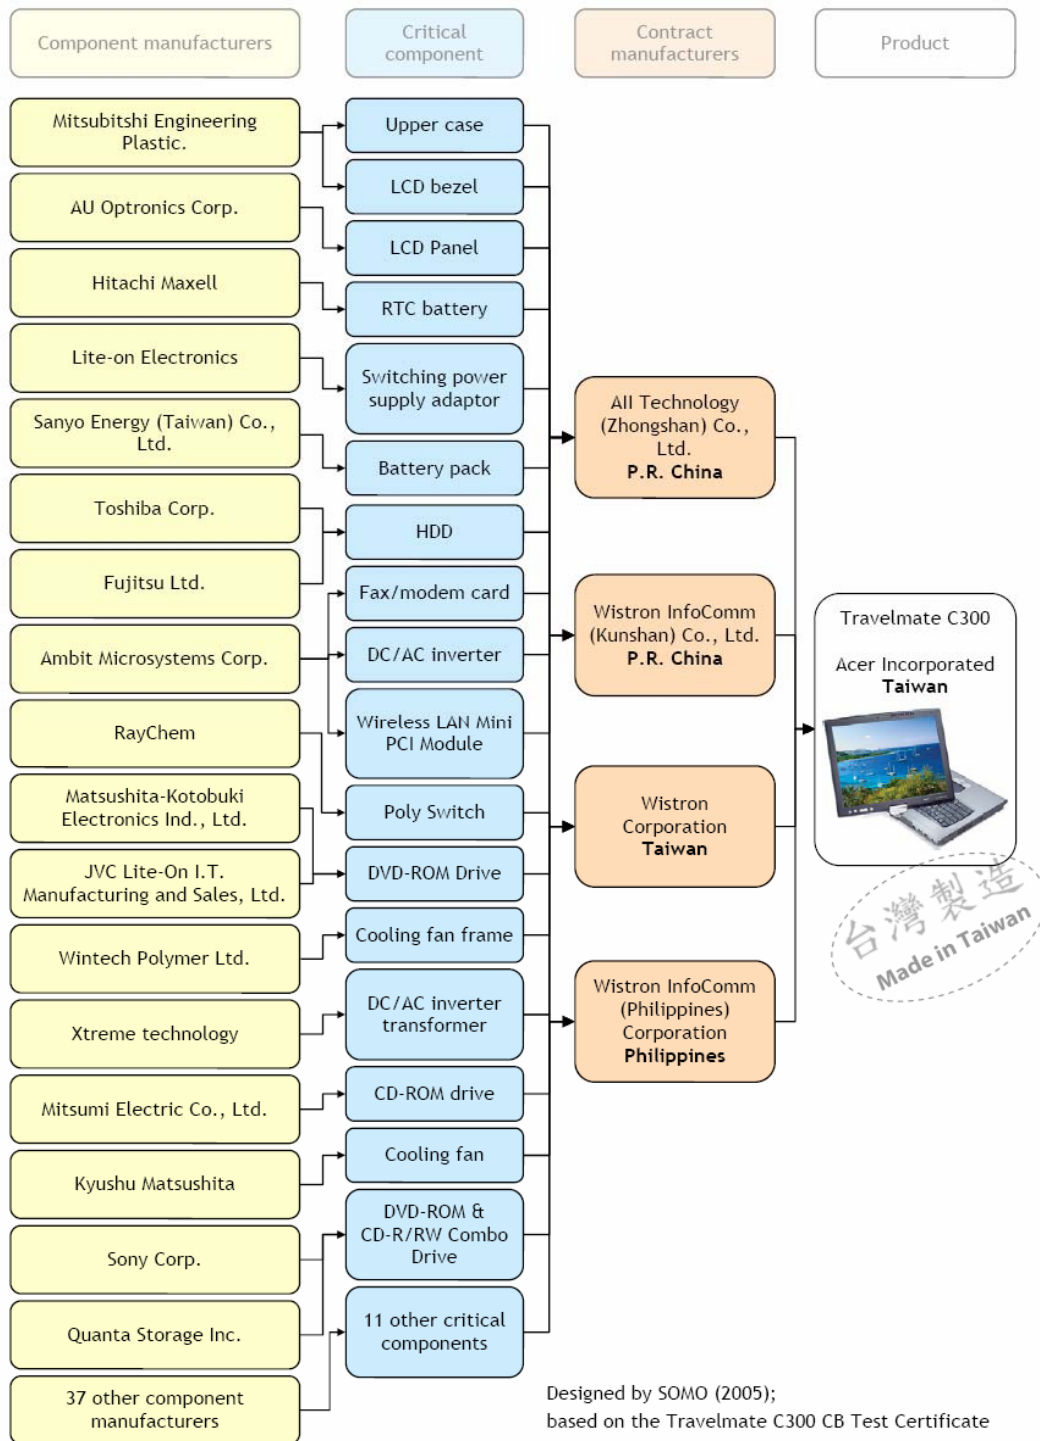 Component manufacturers
Critical
component
Contract
manufacturers
Product
Mitsubitshi Engineering
Plastic.
AU Optronics Corp.
Hitachi Maxell
Lite-on Electronics
Sanyo Energy (Taiwan) Co.,
Ltd.
Toshiba Corp.
Fujitsu Ltd.
Ambit Microsystems Corp.
RayChem
Matsushita-Kotobuki
Electronics Ind., Ltd.
JVC Lite-On I.T.
Manufacturing and Sales, Ltd.
Wintech Polymer Ltd.
Xtreme technology
Mitsumi Electric Co., Ltd.
Kyushu Matsushita
Sony Corp.
Quanta Storage Inc.
37 other component
manufacturers
Upper case
LCD bezel
LCD Panel
RTC battery
Switching power
supply adaptor
Battery pack
HDD
Fax/modem card
DC/AC inverter
Wireless LAN Mini
PCI Module
Poly Switch
DVD-ROM Drive
Cooling fan frame
DC/AC inverter
transformer
CD-ROM drive
Cooling fan
DVD-ROM &
CD-R/RW Combo
Drive
11 other critical
components
AII Technology
(Zhongshan) Co.,
Ltd.
P.R. China
Wistron InfoComm
(Kunshan) Co., Ltd.
P.R. China
Wistron
Corporation
Taiwan
Wistron InfoComm
(Philippines)
Corporation
Philippines
Travelmate C300
Acer Incorporated
Taiwan
台灣製造
Made in Taiwan
Designed by SOMO (2005);
based on the Travelmate C300 CB Test Certificate